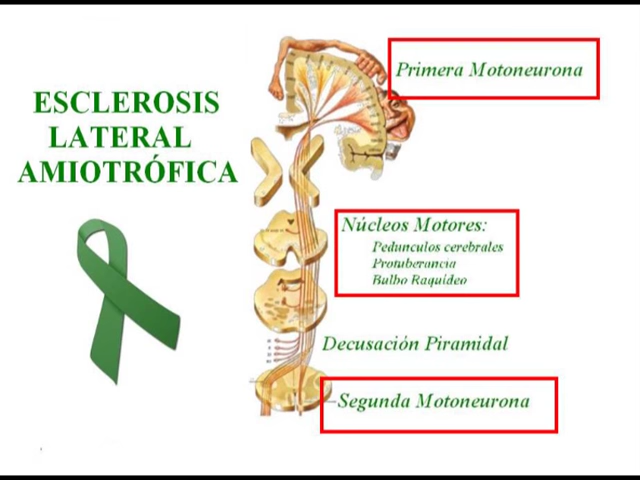 ESCLEROSIS
LATERAL
AMIOTRÓFICA
Primera Motoneurona
Núcleos Motores:
Pedunculos cerebrales
Protuberancia
Bulbo Raquídeo
Decusación Piramidal
Segunda Motoneurona